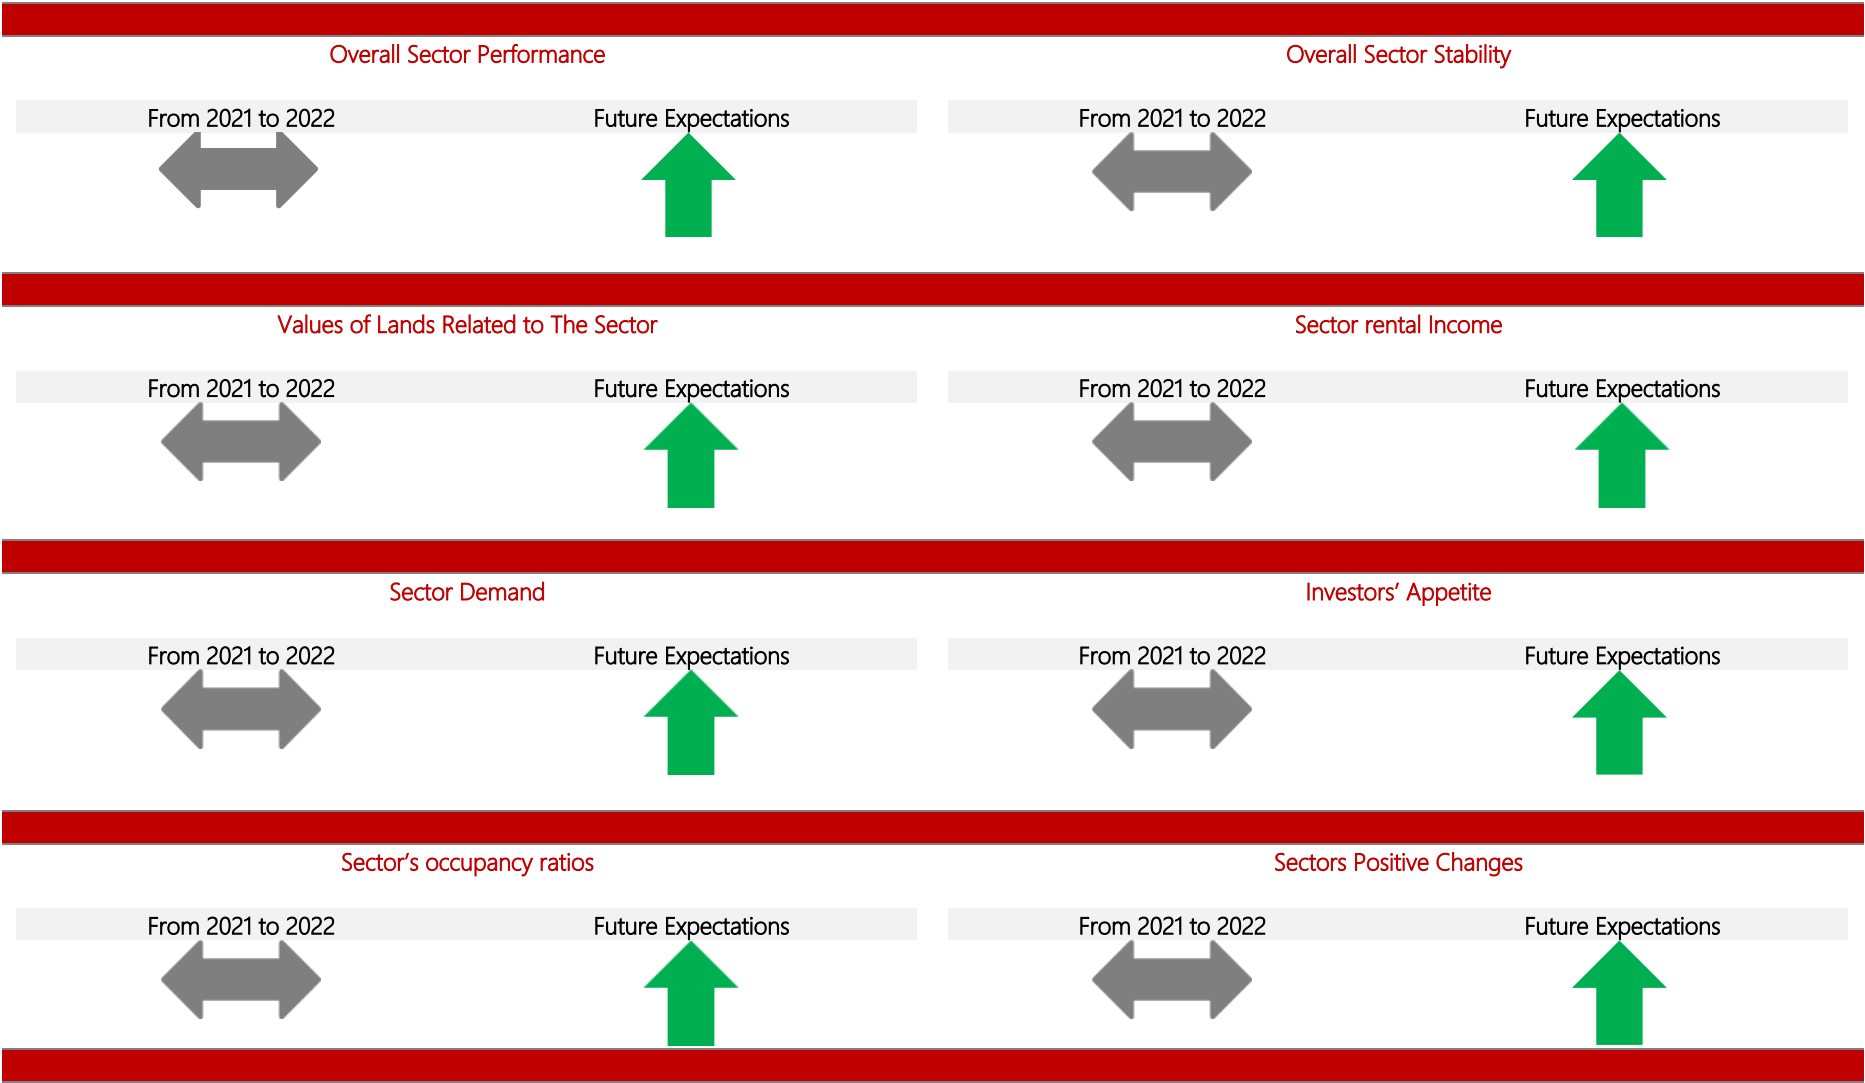 Overall Sector Performance
Overall Sector Stability
From 2021 to 2022
Future Expectations
From 2021 to 2022
Future Expectations
Values of Lands Related to The Sector
Sector rental Income
From 2021 to 2022
Future Expectations
From 2021 to 2022
Future Expectations
Sector Demand
Investors’ Appetite
From 2021 to 2022
Future Expectations
From 2021 to 2022
Future Expectations
Sector’s occupancy ratios
Sectors Positive Changes
From 2021 to 2022
Future Expectations
From 2021 to 2022
Future Expectations